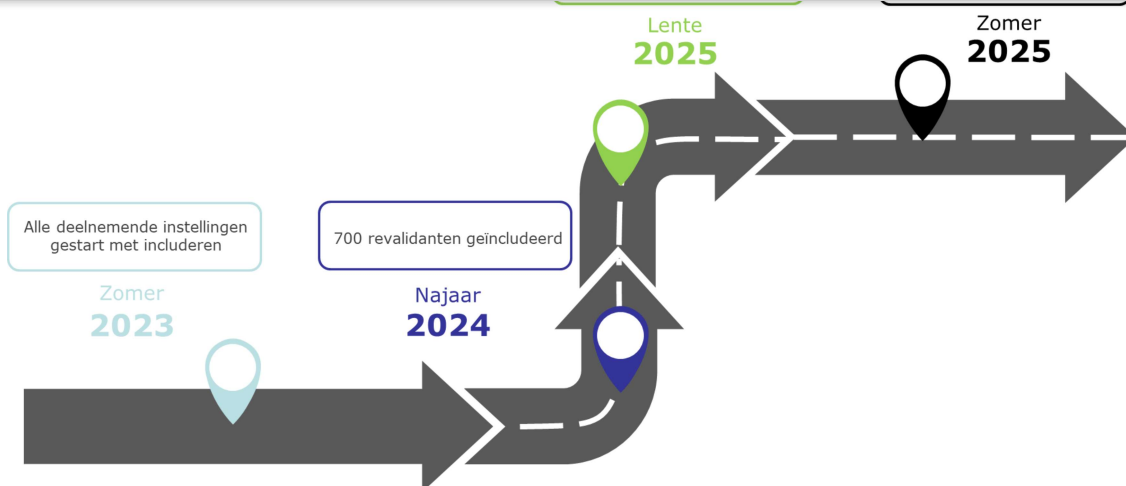 Lente
2025
Zomer
2025
Alle deelnemende instellingen
gestart met includeren
Zomer
2023
700 revalidanten geïncludeerd
Najaar
2024